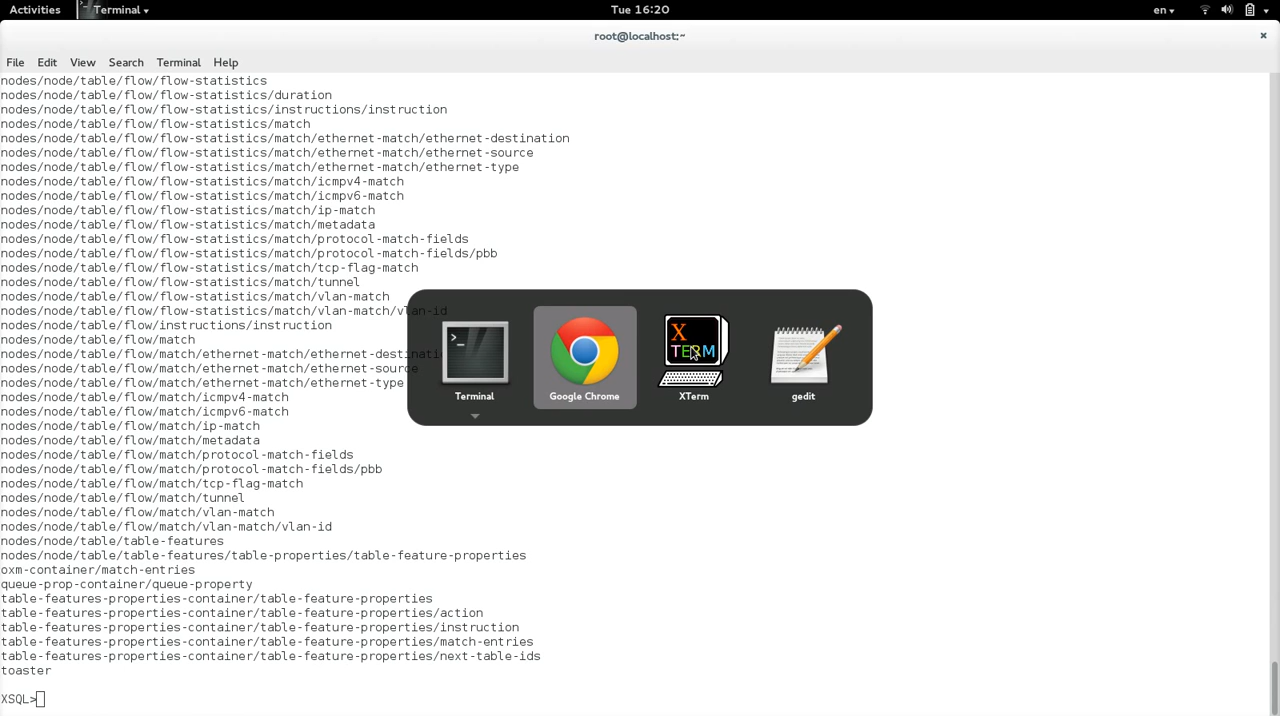 Activities Terminal Tue 16:20 en
root@localhost:~ ×
File Edit View Search Terminal Help
nodes/node/table/flow/flow-statistics
nodes/node/table/flow/flow-statistics/duration
nodes/node/table/flow/flow-statistics/instructions/instruction
nodes/node/table/flow/flow-statistics/match
nodes/node/table/flow/flow-statistics/match/ethernet-match/ethernet-destination
nodes/node/table/flow/flow-statistics/match/ethernet-match/ethernet-source
nodes/node/table/flow/flow-statistics/match/ethernet-match/ethernet-type
nodes/node/table/flow/flow-statistics/match/icmpv4-match
nodes/node/table/flow/flow-statistics/match/icmpv6-match
nodes/node/table/flow/flow-statistics/match/ip-match
nodes/node/table/flow/flow-statistics/match/metadata
nodes/node/table/flow/flow-statistics/match/protocol-match-fields
nodes/node/table/flow/flow-statistics/match/protocol-match-fields/pbb
nodes/node/table/flow/flow-statistics/match/tcp-flag-match
nodes/node/table/flow/flow-statistics/match/tunnel
nodes/node/table/flow/flow-statistics/match/vlan-match
nodes/node/table/flow/flow-statistics/match/vlan-match/vlan-id
nodes/node/table/flow/instructions/instruction
nodes/node/table/flow/match
nodes/node/table/flow/match/ethernet-match/ethernet-destinatio
nodes/node/table/flow/match/ethernet-match/ethernet-source
nodes/node/table/flow/match/ethernet-match/ethernet-type
nodes/node/table/flow/match/icmpv4-match
nodes/node/table/flow/match/icmpv6-match
nodes/node/table/flow/match/ip-match
nodes/node/table/flow/match/metadata
nodes/node/table/flow/match/protocol-match-fields
nodes/node/table/flow/match/protocol-match-fields/pbb
nodes/node/table/flow/match/tcp-flag-match
nodes/node/table/flow/match/tunnel
nodes/node/table/flow/match/vlan-match
nodes/node/table/flow/match/vlan-match/vlan-id
nodes/node/table/table-features
nodes/node/table/table-features/table-properties/table-feature-properties
oxm-container/match-entries
queue-prop-container/queue-property
table-features-properties-container/table-feature-properties
table-features-properties-container/table-feature-properties/action
table-features-properties-container/table-feature-properties/instruction
table-features-properties-container/table-feature-properties/match-entries
table-features-properties-container/table-feature-properties/next-table-ids
toaster
XSQL>
>_
X
TERM
Terminal Google Chrome XTerm gedit